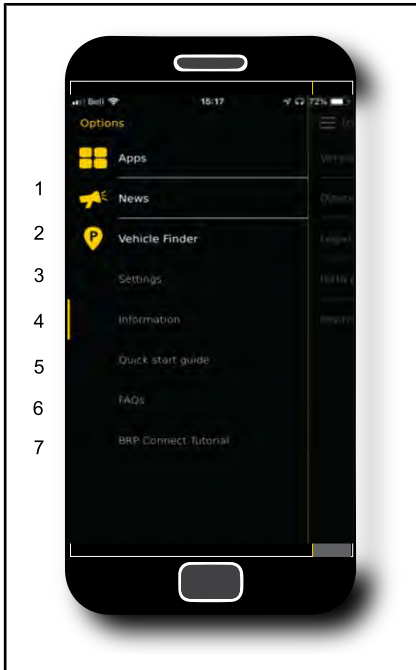 Bell 15:17 72%
Options
Apps
1
News
2
Vehicle Finder
3
Settings
4
Information
5
Quick start guide
6
FAQs
7
BRP Connect Tutorial
P